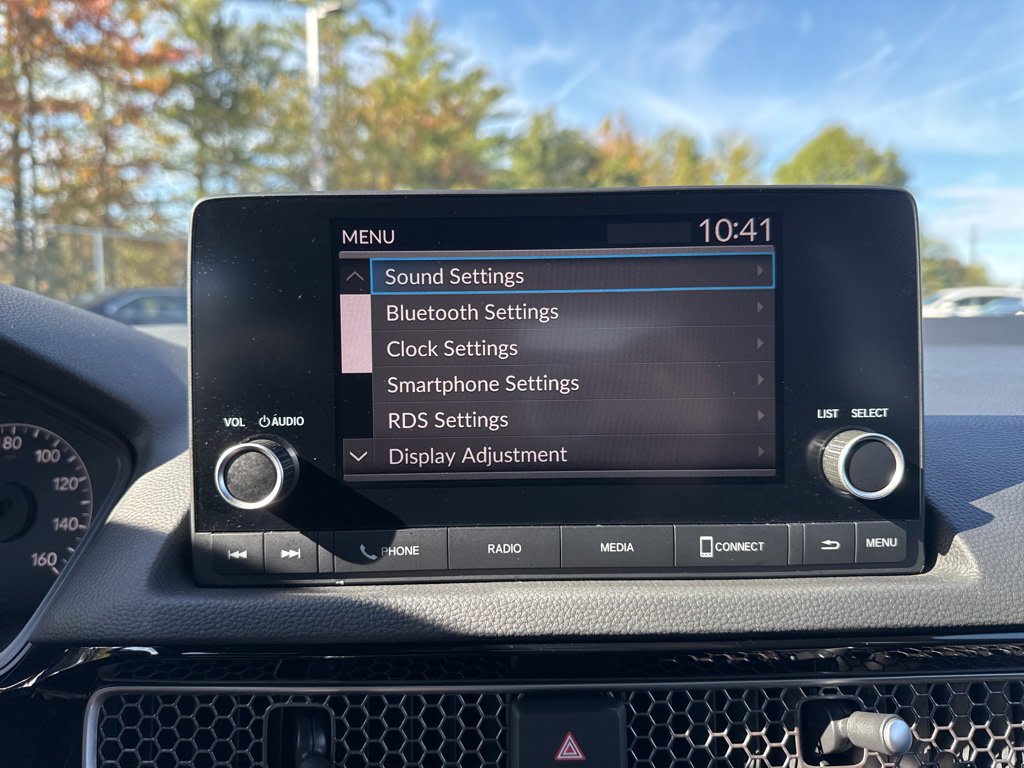 MENU
10:41
Sound Settings
Bluetooth Settings
Clock Settings
Smartphone Settings
RDS Settings
Display Adjustment
VOL AUDIO
LIST SELECT
PHONE RADIO MEDIA CONNECT MENU
80
100
120
140
160